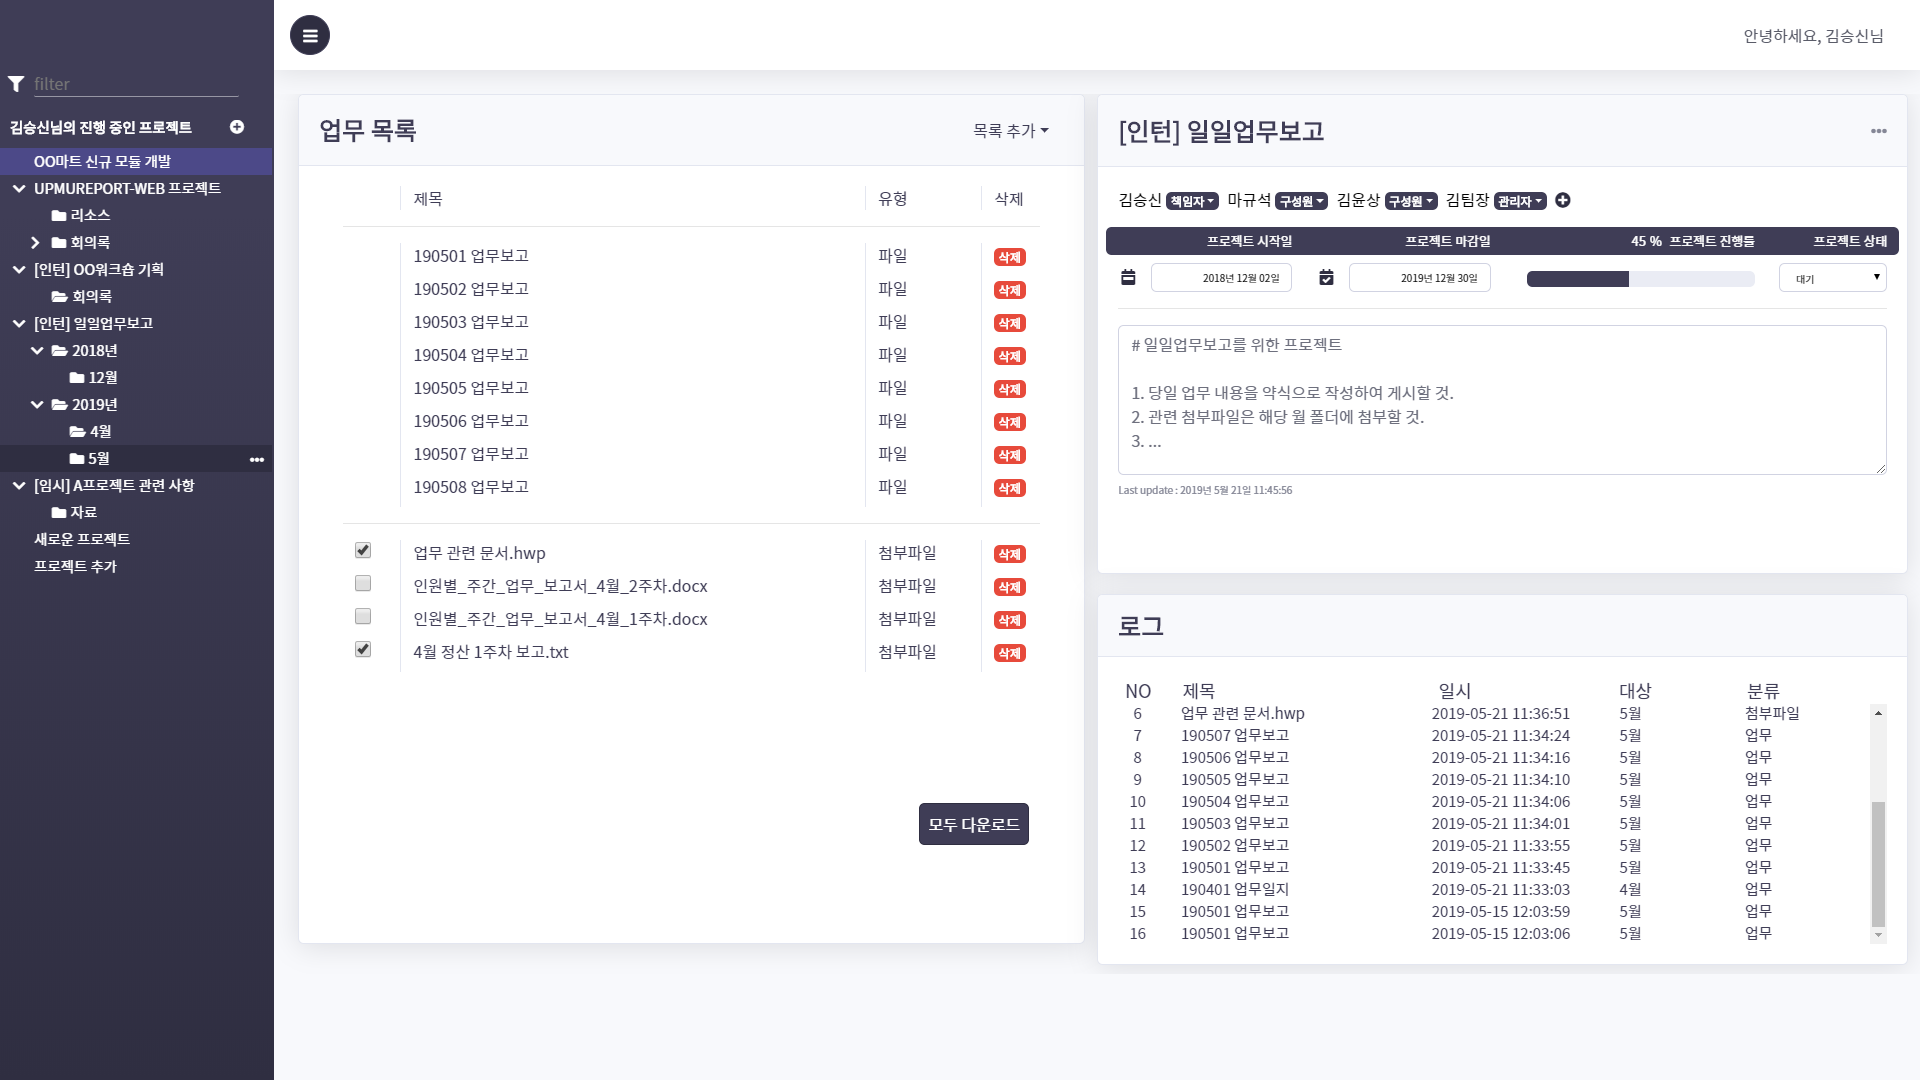 안녕하세요, 김승신님
filter
김승신님의 진행 중인 프로젝트
OO마트 신규 모듈 개발
UPMUREPORT-WEB 프로젝트
리소스
회의록
[인턴] OO워크숍 기획
회의록
[인턴] 일일업무보고
2018년
12월
2019년
4월
5월
[임시] A프로젝트 관련 사항
자료
새로운 프로젝트
프로젝트 추가
업무 목록 목록 추가
제목 유형 삭제
190501 업무보고 파일 삭제
190502 업무보고 파일 삭제
190503 업무보고 파일 삭제
190504 업무보고 파일 삭제
190505 업무보고 파일 삭제
190506 업무보고 파일 삭제
190507 업무보고 파일 삭제
190508 업무보고 파일 삭제
업무 관련 문서.hwp 첨부파일 삭제
인원별_주간_업무_보고서_4월_2주차.docx 첨부파일 삭제
인원별_주간_업무_보고서_4월_1주차.docx 첨부파일 삭제
4월 정산 1주차 보고.txt 첨부파일 삭제
모두 다운로드
[인턴] 일일업무보고
김승신 책임자 마규석 구성원 김윤상 구성원 김팀장 관리자
프로젝트 시작일 프로젝트 마감일 45 % 프로젝트 진행률 프로젝트 상태
2018년 12월 02일 2019년 12월 30일 대기
# 일일업무보고를 위한 프로젝트
1. 당일 업무 내용을 약식으로 작성하여 게시할 것.
2. 관련 첨부파일은 해당 월 폴더에 첨부할 것.
3. ...
Last update : 2019년 5월 21일 11:45:56
로그
NO 제목 일시 대상 분류
6 업무 관련 문서.hwp 2019-05-21 11:36:51 5월 첨부파일
7 190507 업무보고 2019-05-21 11:34:24 5월 업무
8 190506 업무보고 2019-05-21 11:34:16 5월 업무
9 190505 업무보고 2019-05-21 11:34:10 5월 업무
10 190504 업무보고 2019-05-21 11:34:06 5월 업무
11 190503 업무보고 2019-05-21 11:34:01 5월 업무
12 190502 업무보고 2019-05-21 11:33:55 5월 업무
13 190501 업무보고 2019-05-21 11:33:45 5월 업무
14 190401 업무일지 2019-05-21 11:33:03 4월 업무
15 190501 업무보고 2019-05-15 12:03:59 5월 업무
16 190501 업무보고 2019-05-15 12:03:06 5월 업무